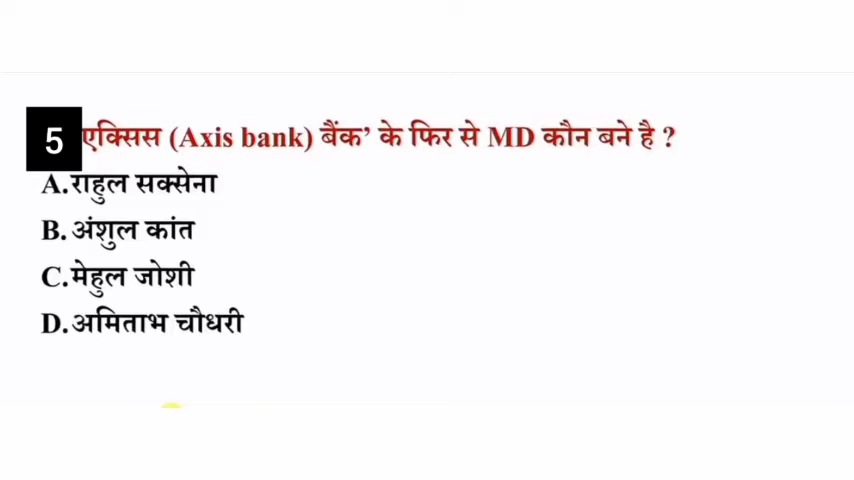 5 एक्सिस (Axis bank) बैंक’ के फिर से MD कौन बने है ?
A.राहुल सक्सेना
B. अंशुल कांत
C.मेहुल जोशी
D.अमिताभ चौधरी